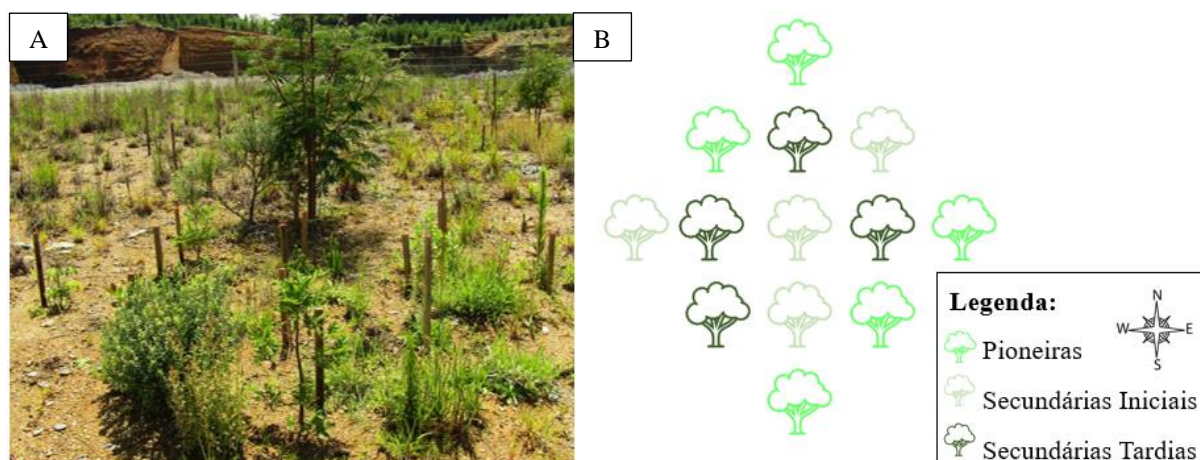 A
B
Legenda:
N
W
E
S
Pioneiras
Secundárias Iniciais
Secundárias Tardias